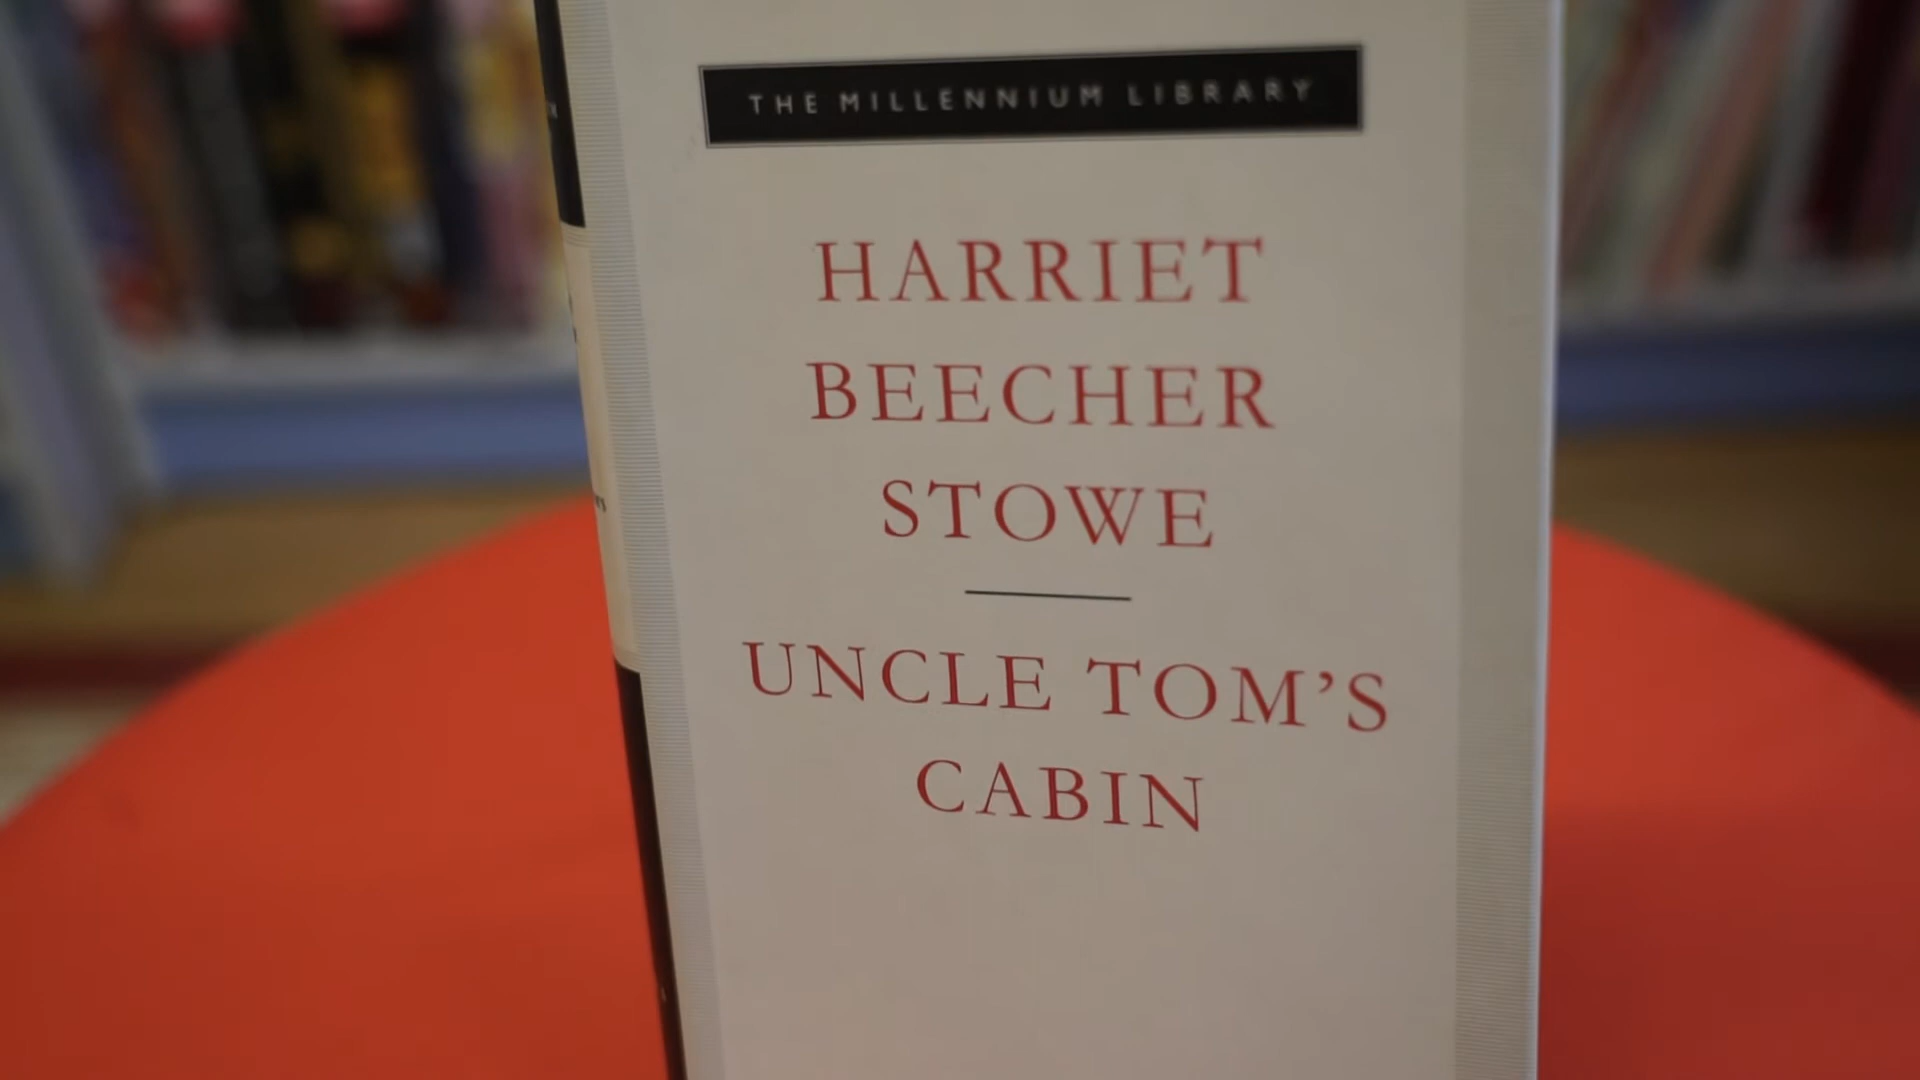 THE MILLENNIUM LIBRARY
HARRIET
BEECHER
STOWE
UNCLE TOM'S
CABIN